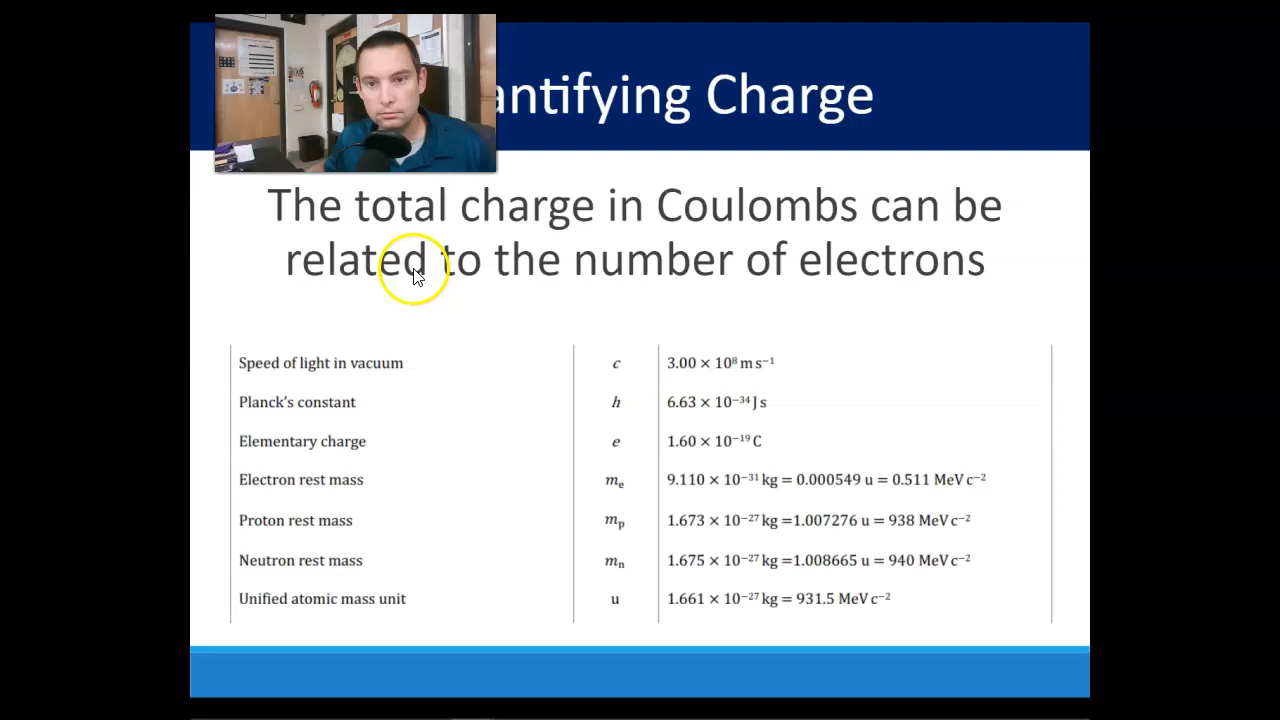 antifying Charge
The total charge in Coulombs can be
related to the number of electrons
Speed of light in vacuum c 3.00 × 10⁸ m s⁻¹
Planck's constant h 6.63 × 10⁻³⁴ J s
Elementary charge e 1.60 × 10⁻¹⁹ C
Electron rest mass mₑ 9.110 × 10⁻³¹ kg = 0.000549 u = 0.511 MeV c⁻²
Proton rest mass mₚ 1.673 × 10⁻²⁷ kg =1.007276 u = 938 MeV c⁻²
Neutron rest mass mₙ 1.675 × 10⁻²⁷ kg =1.008665 u = 940 MeV c⁻²
Unified atomic mass unit u 1.661 × 10⁻²⁷ kg = 931.5 MeV c⁻²